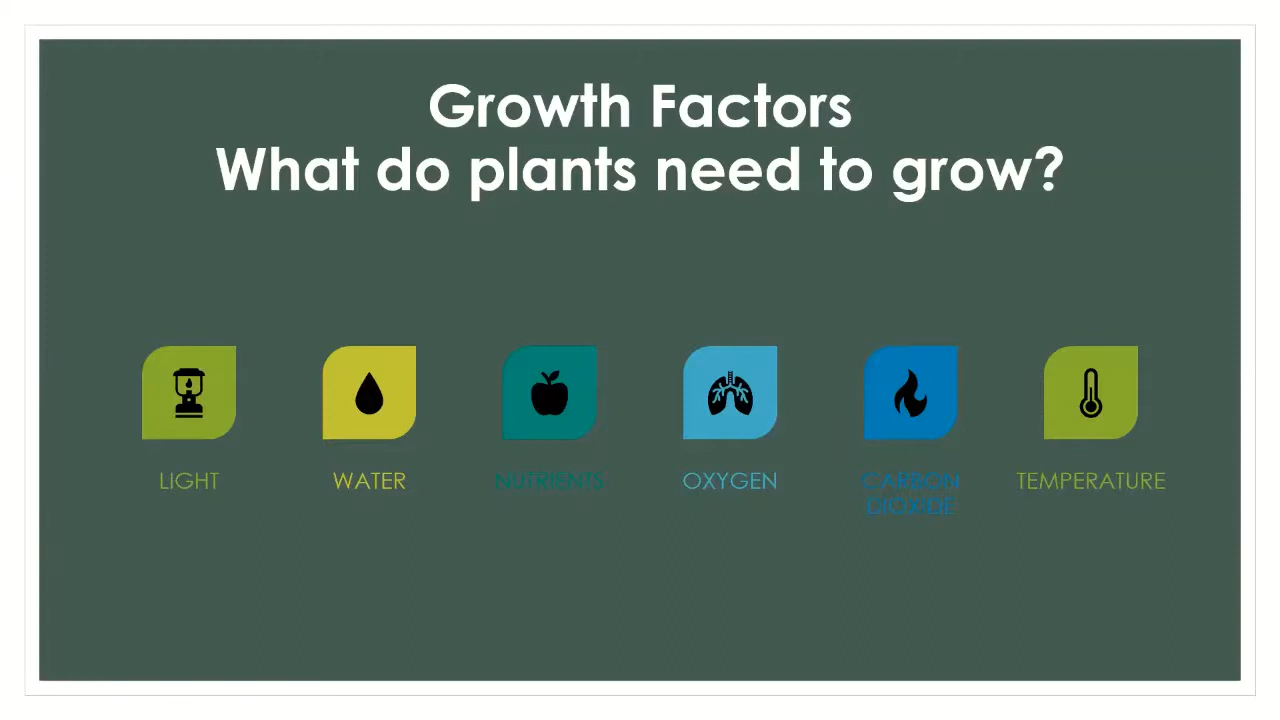 Growth Factors
What do plants need to grow?
LIGHT
WATER
NUTRIENTS
OXYGEN
CARBON
DIOXIDE
TEMPERATURE